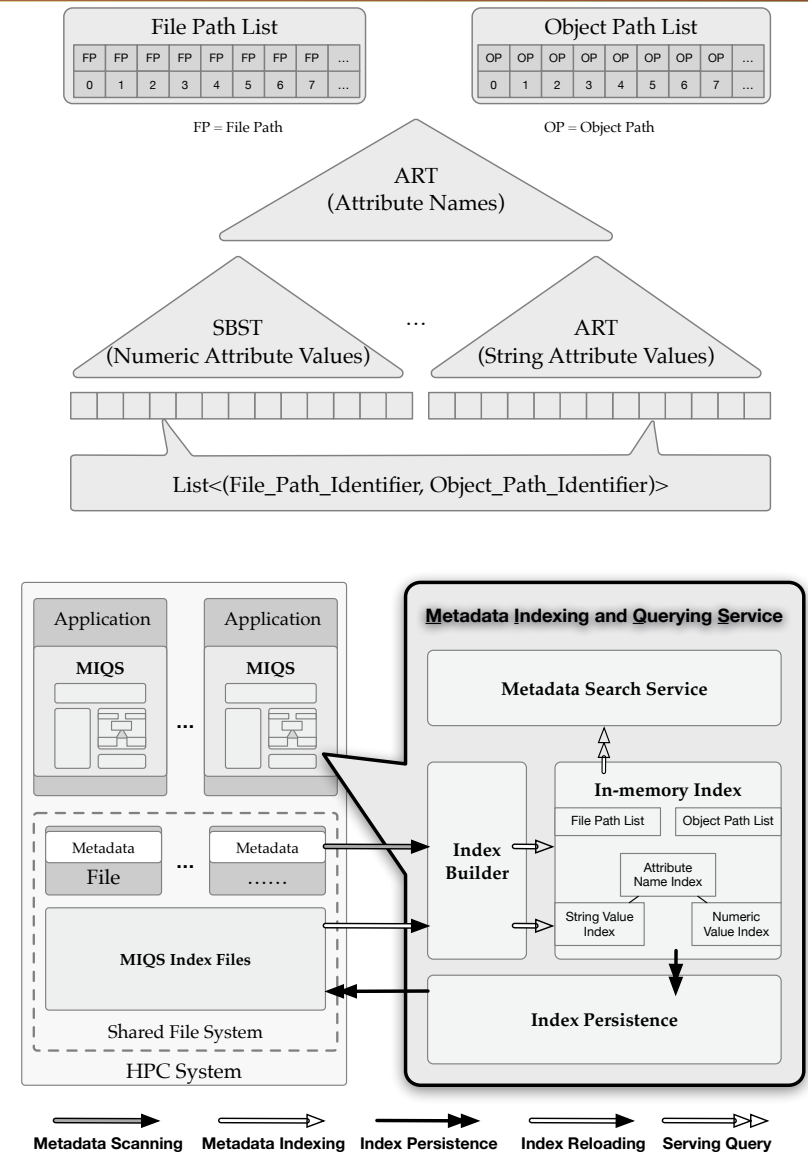 File Path List
FP FP FP FP FP FP FP FP ...
0 1 2 3 4 5 6 7 ...
FP = File Path
Object Path List
OP OP OP OP OP OP OP OP ...
0 1 2 3 4 5 6 7 ...
OP = Object Path
ART
(Attribute Names)
SBST
(Numeric Attribute Values)
...
ART
(String Attribute Values)
List<(File_Path_Identifier, Object_Path_Identifier)>
Application
MIQS
...
Application
MIQS
Metadata
File
...
Metadata
......
MIQS Index Files
Shared File System
HPC System
Metadata Indexing and Querying Service
Metadata Search Service
Index
Builder
In-memory Index
File Path List
Object Path List
Attribute
Name Index
String Value
Index
Numeric
Value Index
Index Persistence
Metadata Scanning
Metadata Indexing
Index Persistence
Index Reloading
Serving Query